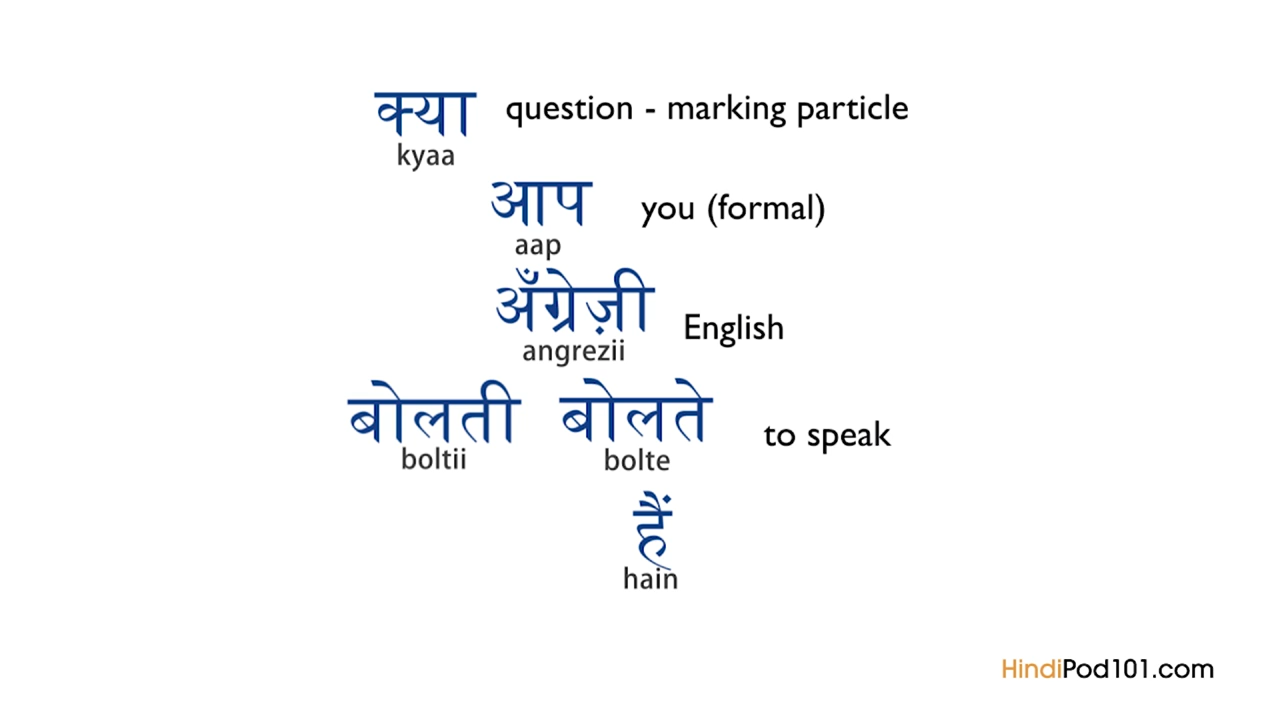 क्या question - marking particle
kyaa
आप you (formal)
aap
अँग्रेज़ी English
angrezii
बोलती बोलते to speak
boltii bolte
हैं
hain
HindiPod101.com